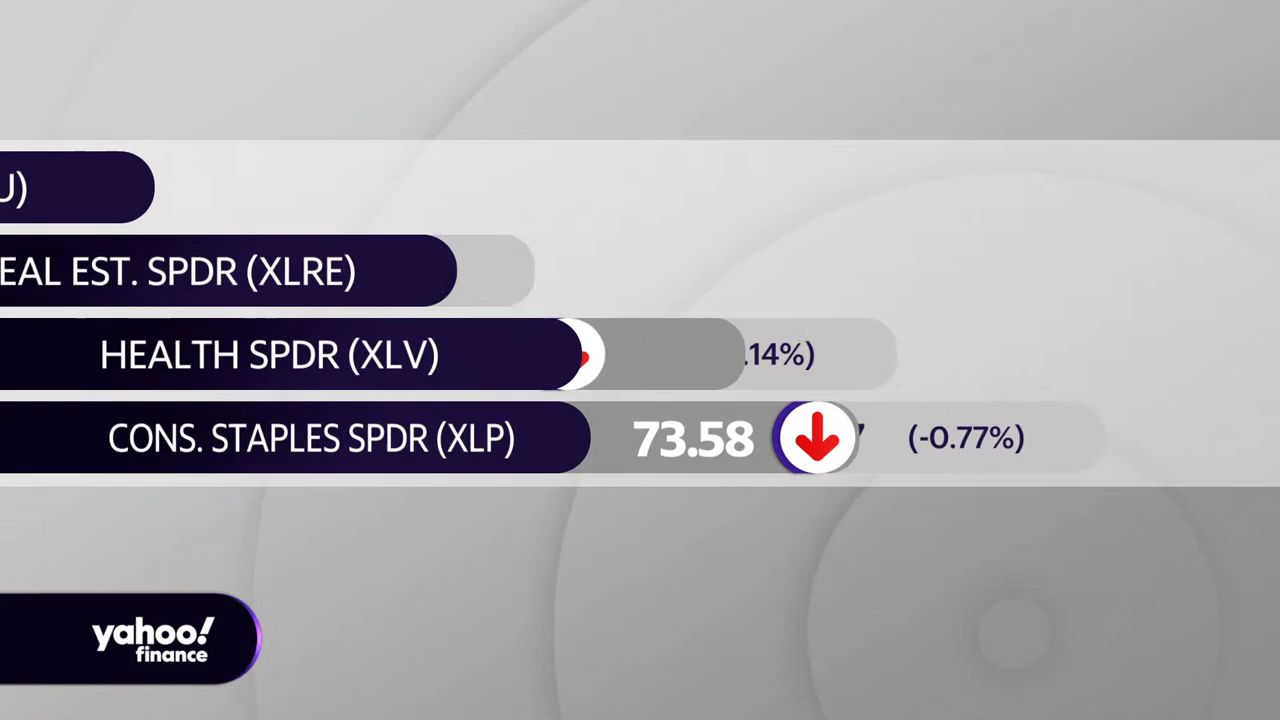 U)
EAL EST. SPDR (XLRE)
HEALTH SPDR (XLV) .14%)
CONS. STAPLES SPDR (XLP) 73.58 (-0.77%)
yahoo!
finance